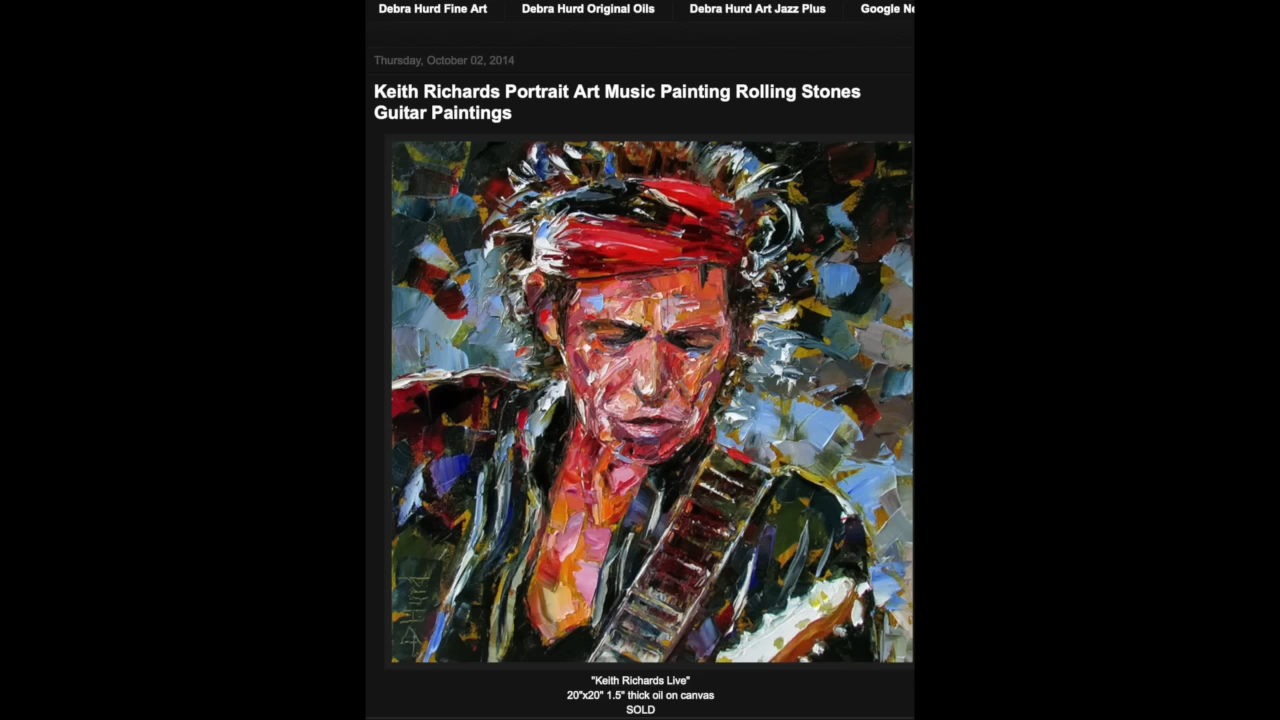 Debra Hurd Fine Art Debra Hurd Original Oils Debra Hurd Art Jazz Plus Google
Thursday, October 02, 2014
Keith Richards Portrait Art Music Painting Rolling Stones
Guitar Paintings
D HURD
"Keith Richards Live"
20"x20" 1.5" thick oil on canvas
SOLD